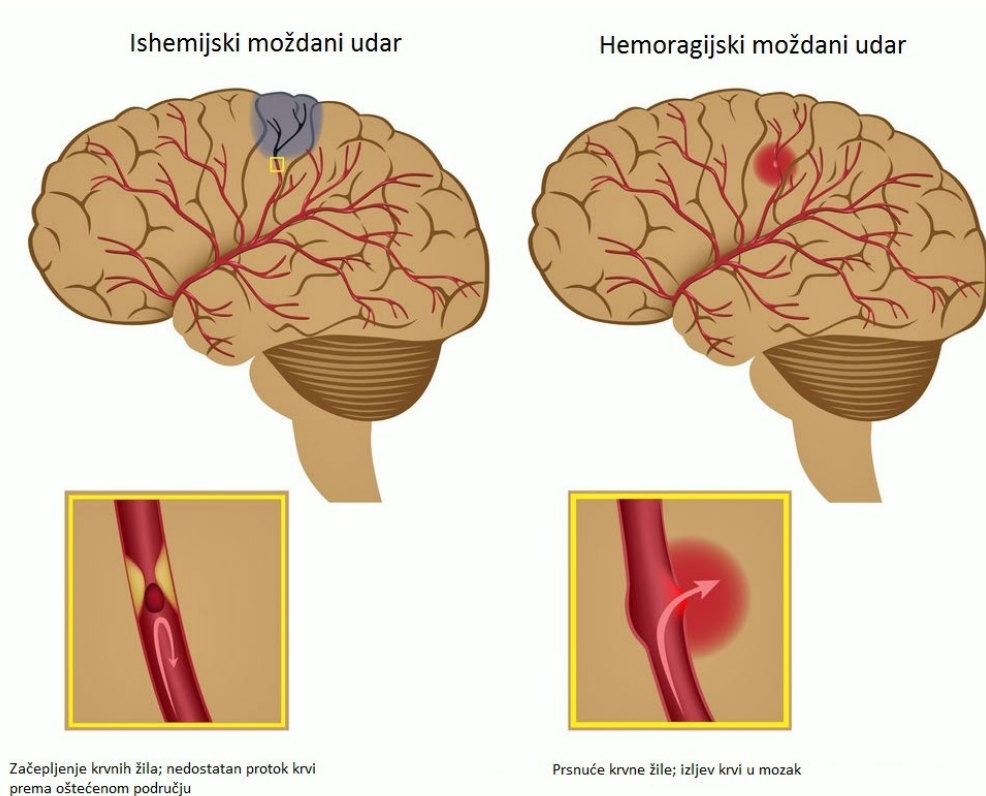 Ishemijski moždani udar
Hemoragijski moždani udar
Začepljenje krvnih žila; nedostatan protok krvi
prema oštećenom području
Prsnuće krvne žile; izljev krvi u mozak